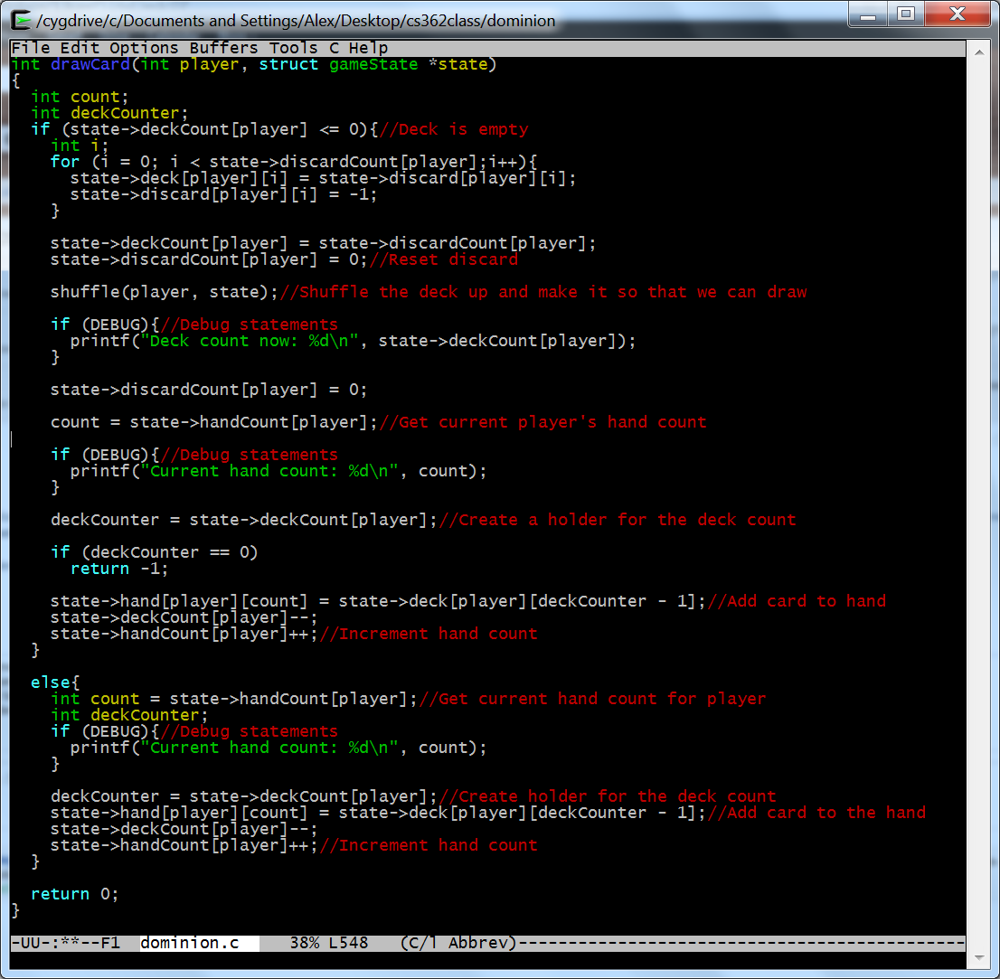 /cygdrive/c/Documents and Settings/Alex/Desktop/cs362class/dominion
File Edit Options Buffers Tools C Help
int drawCard(int player, struct gameState *state)
{
  int count;
  int deckCounter;
  if (state->deckCount[player] <= 0){//Deck is empty
    int i;
    for (i = 0; i < state->discardCount[player];i++){
      state->deck[player][i] = state->discard[player][i];
      state->discard[player][i] = -1;
    }

    state->deckCount[player] = state->discardCount[player];
    state->discardCount[player] = 0;//Reset discard

    shuffle(player, state);//Shuffle the deck up and make it so that we can draw

    if (DEBUG){//Debug statements
      printf("Deck count now: %d\n", state->deckCount[player]);
    }

    state->discardCount[player] = 0;

    count = state->handCount[player];//Get current player's hand count

    if (DEBUG){//Debug statements
      printf("Current hand count: %d\n", count);
    }

    deckCounter = state->deckCount[player];//Create a holder for the deck count

    if (deckCounter == 0)
      return -1;

    state->hand[player][count] = state->deck[player][deckCounter - 1];//Add card to hand
    state->deckCount[player]--;
    state->handCount[player]++;//Increment hand count
  }

  else{
    int count = state->handCount[player];//Get current hand count for player
    int deckCounter;
    if (DEBUG){//Debug statements
      printf("Current hand count: %d\n", count);
    }

    deckCounter = state->deckCount[player];//Create holder for the deck count
    state->hand[player][count] = state->deck[player][deckCounter - 1];//Add card to the hand
    state->deckCount[player]--;
    state->handCount[player]++;//Increment hand count
  }

  return 0;
}
-UU-:**--F1  dominion.c     38% L548   (C/l Abbrev)---------------------------------------------